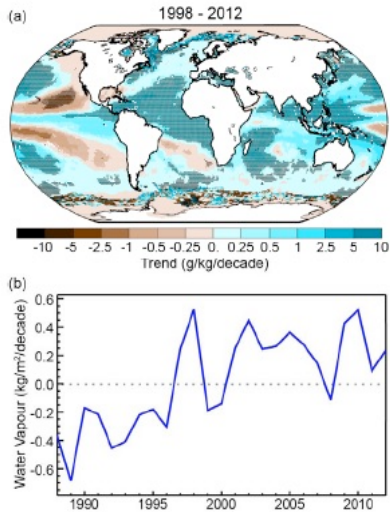 (a)
1998 - 2012
-10 -5 -2.5 -1 -0.5 -0.25 0 0.25 0.5 1 2.5 5 10
Trend (g/kg/decade)
(b)
Water Vapour (kg/m²/decade)
0.6
0.4
0.2
0.0
-0.2
-0.4
-0.6
1990 1995 2000 2005 2010